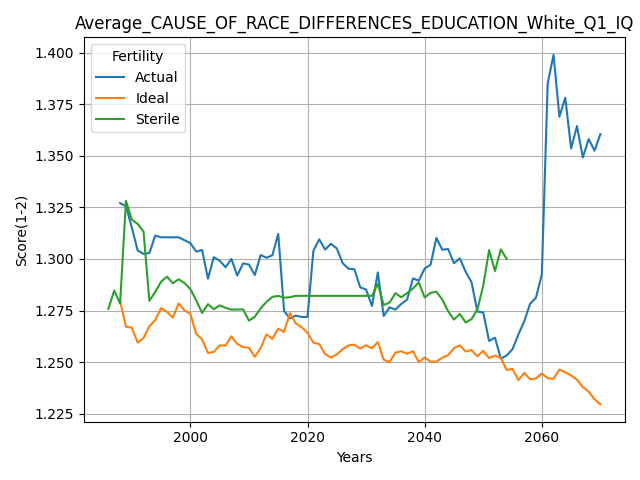 Average_CAUSE_OF_RACE_DIFFERENCES_EDUCATION_White_Q1_IQ
Fertility
Actual
Ideal
Sterile
Score(1-2)
1.400
1.375
1.350
1.325
1.300
1.275
1.250
1.225
2000 2020 2040 2060
Years